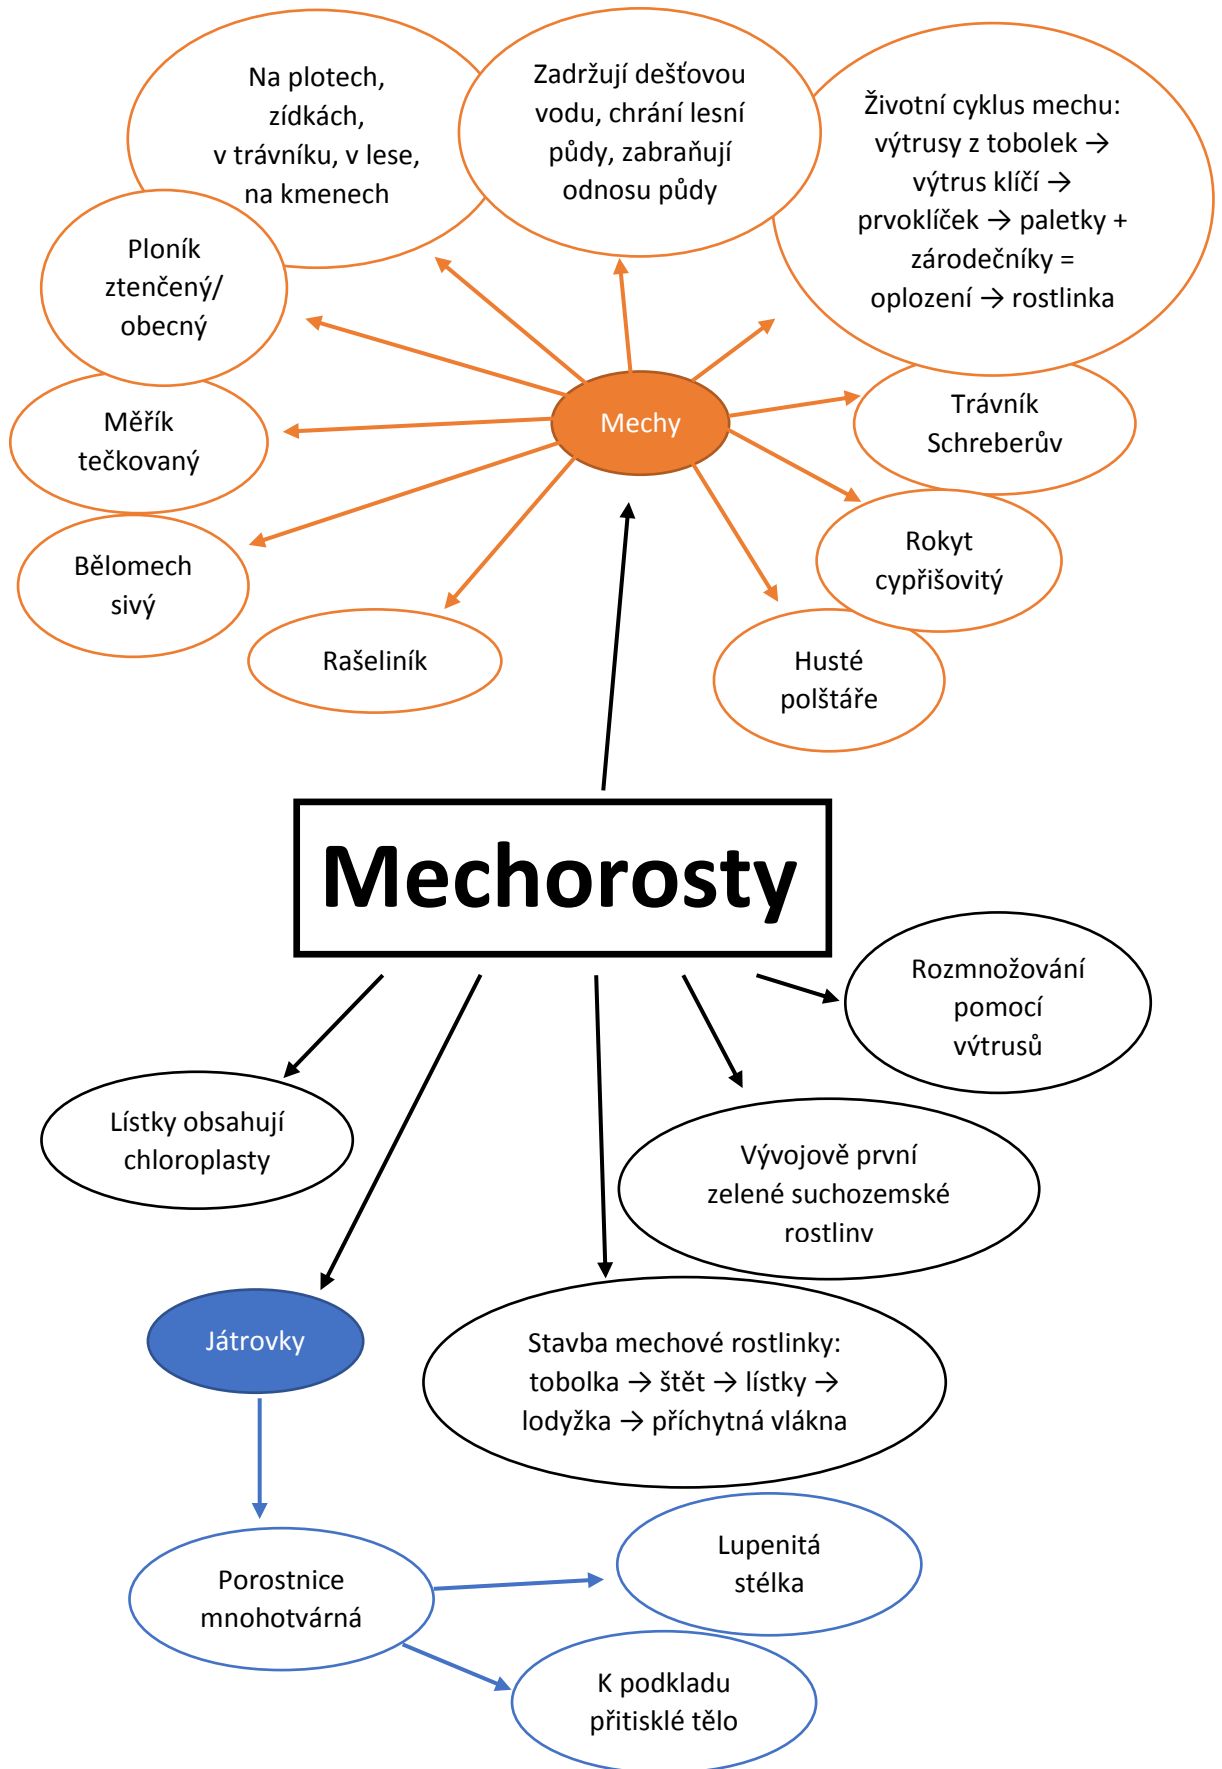 Na plotech,
zídkách,
v trávníku, v lese,
na kmenech
Zadržují dešťovou
vodu, chrání lesní
půdy, zabraňují
odnosu půdy
Životní cyklus mechu:
výtrusy z tobolek →
výtrus klíčí →
prvoklíček → paletky +
zárodečníky =
oplození → rostlinka
Ploník
ztenčený/
obecný
Měřík
tečkovaný
Mechy
Trávník
Schreberův
Bělomech
sivý
Rokyt
cypřišovitý
Rašeliník
Husté
polštáře
Mechorosty
Rozmnožování
pomocí
výtrusů
Lístky obsahují
chloroplasty
Vývojově první
zelené suchozemské
rostliny
Játrovky
Stavba mechové rostlinky:
tobolka → štět → lístky →
lodyžka → příchytná vlákna
Porostnice
mnohotvárná
Lupenitá
stélka
K podkladu
přitisklé tělo